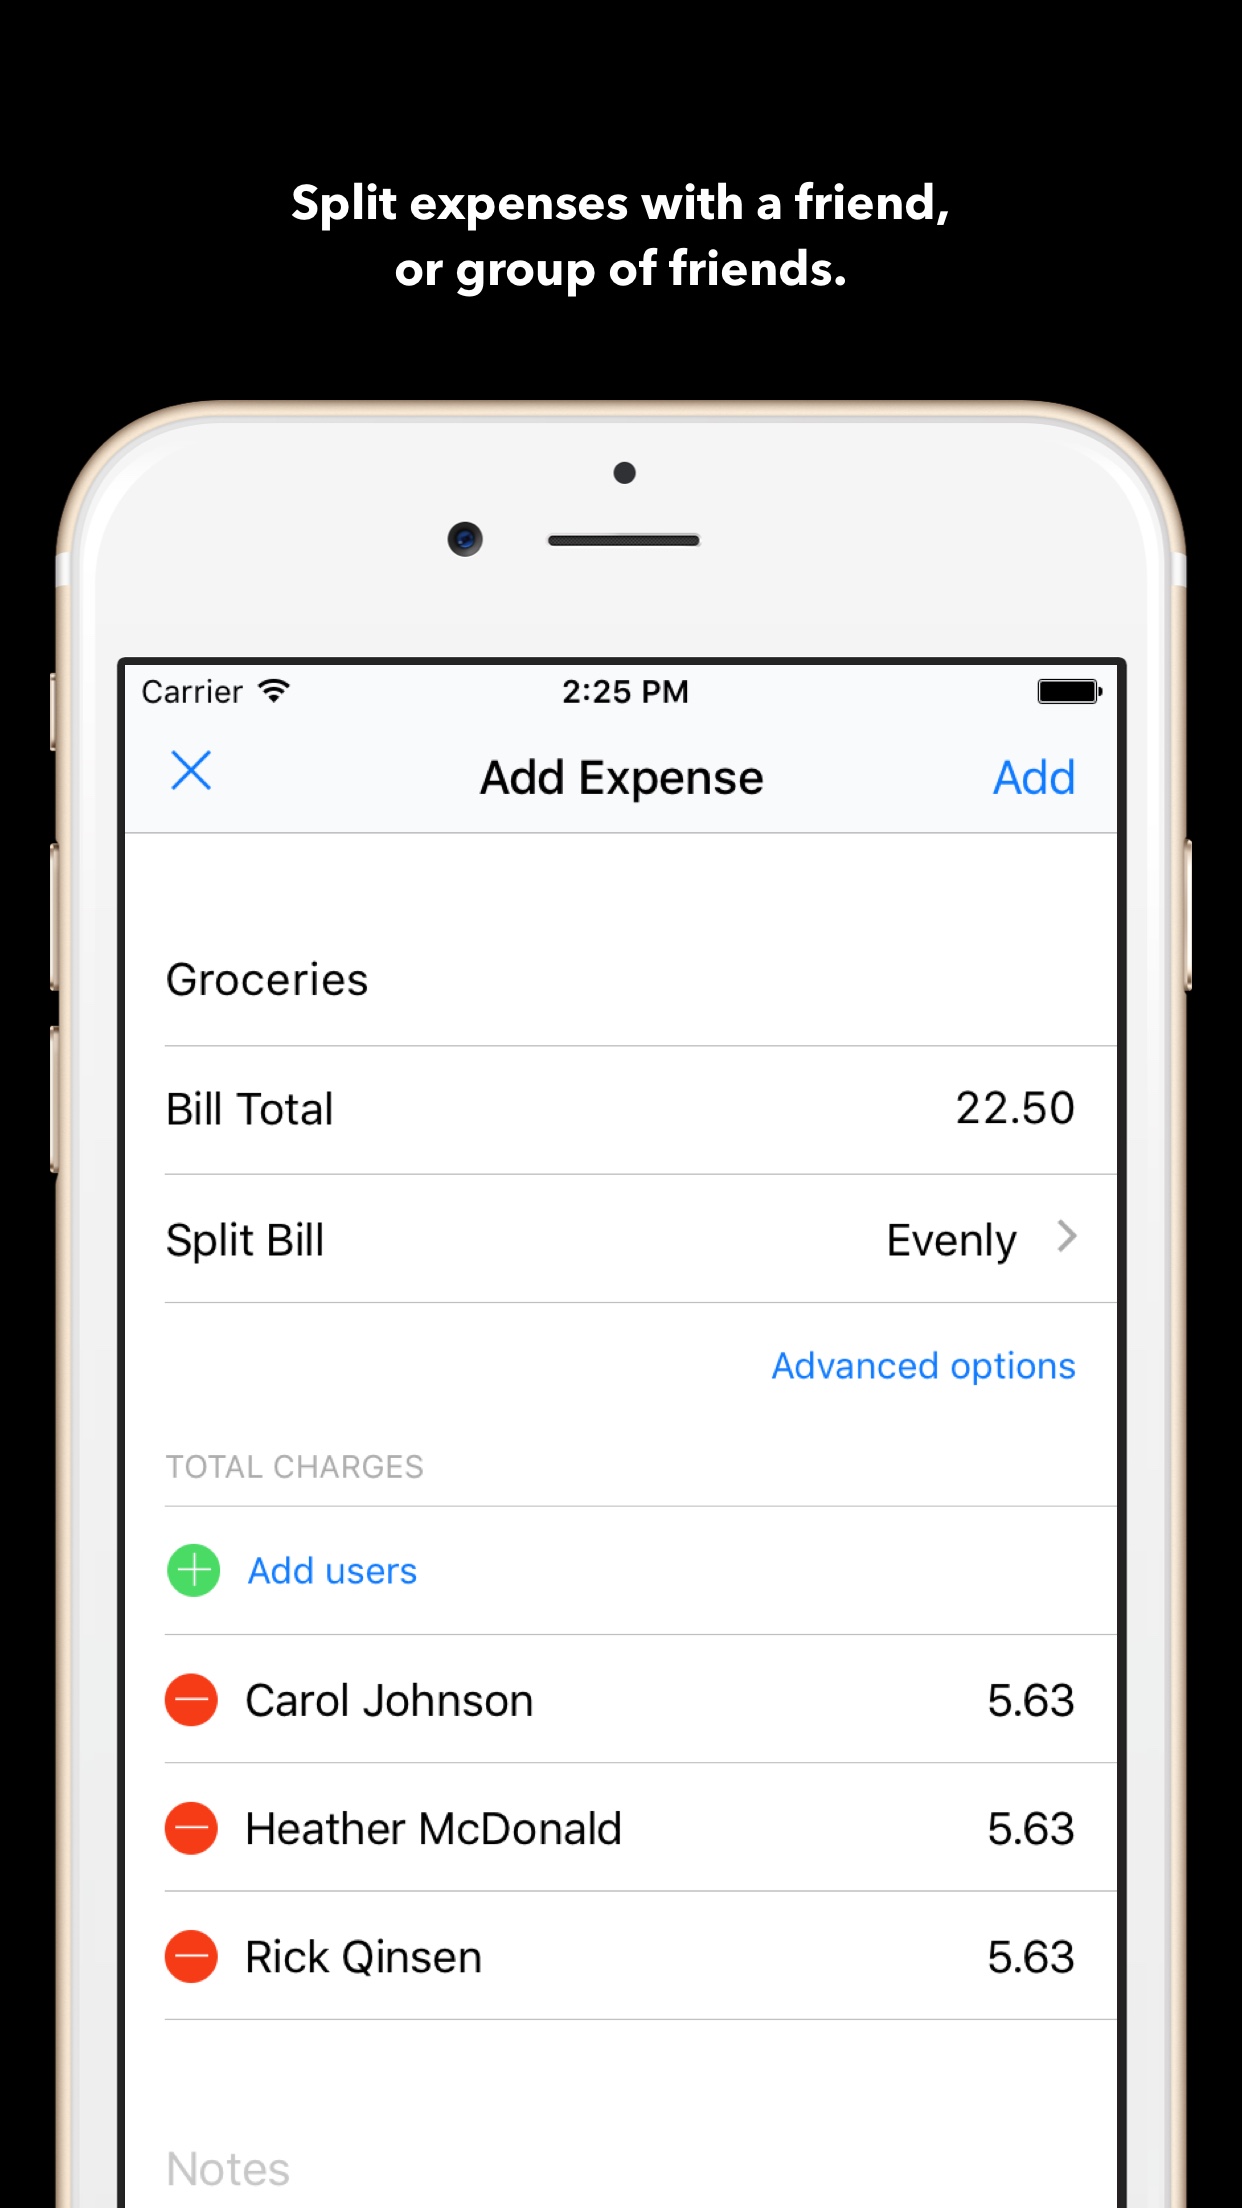 Split expenses with a friend,
or group of friends.
Carrier 2:25 PM
Add Expense Add
Groceries
Bill Total 22.50
Split Bill Evenly
Advanced options
TOTAL CHARGES
Add users
Carol Johnson 5.63
Heather McDonald 5.63
Rick Qinsen 5.63
Notes